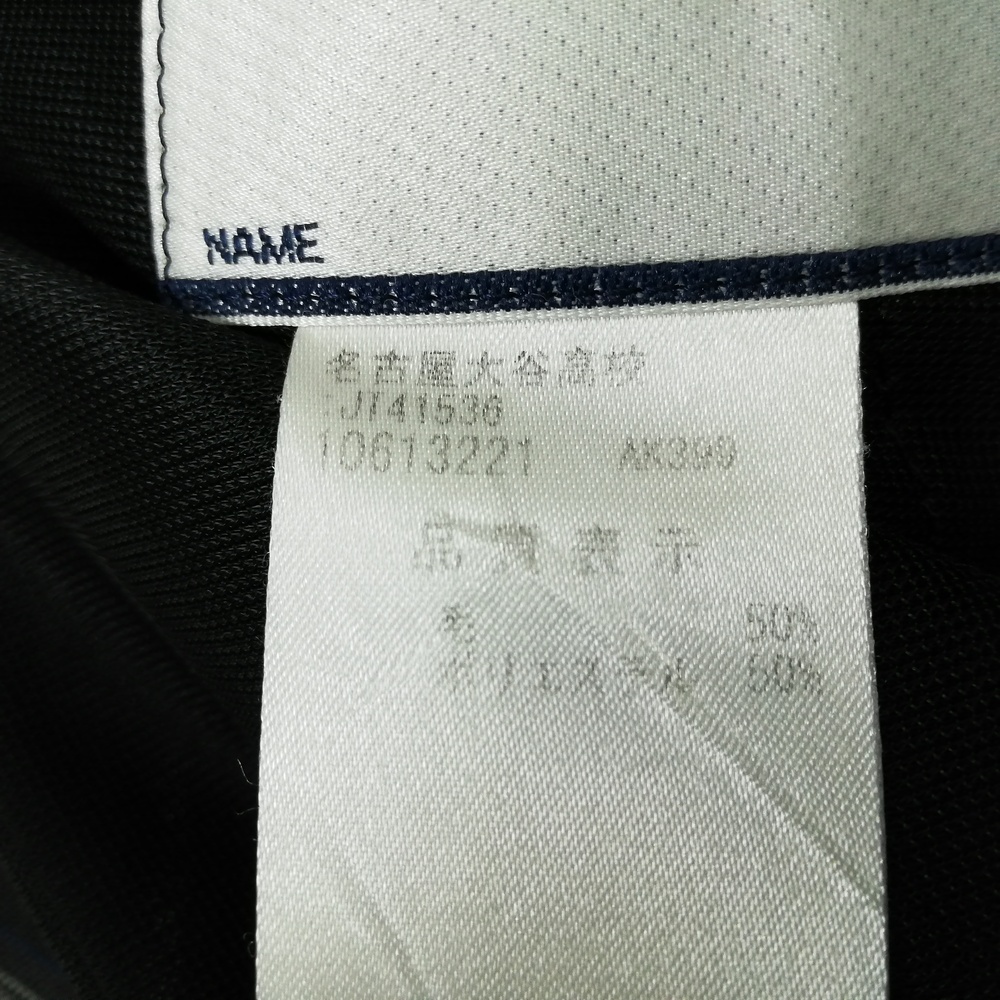 NAME
名古屋大谷高校
:JT41536
10613221 AK399
品質表示
毛 50%
ポリエステル 50%